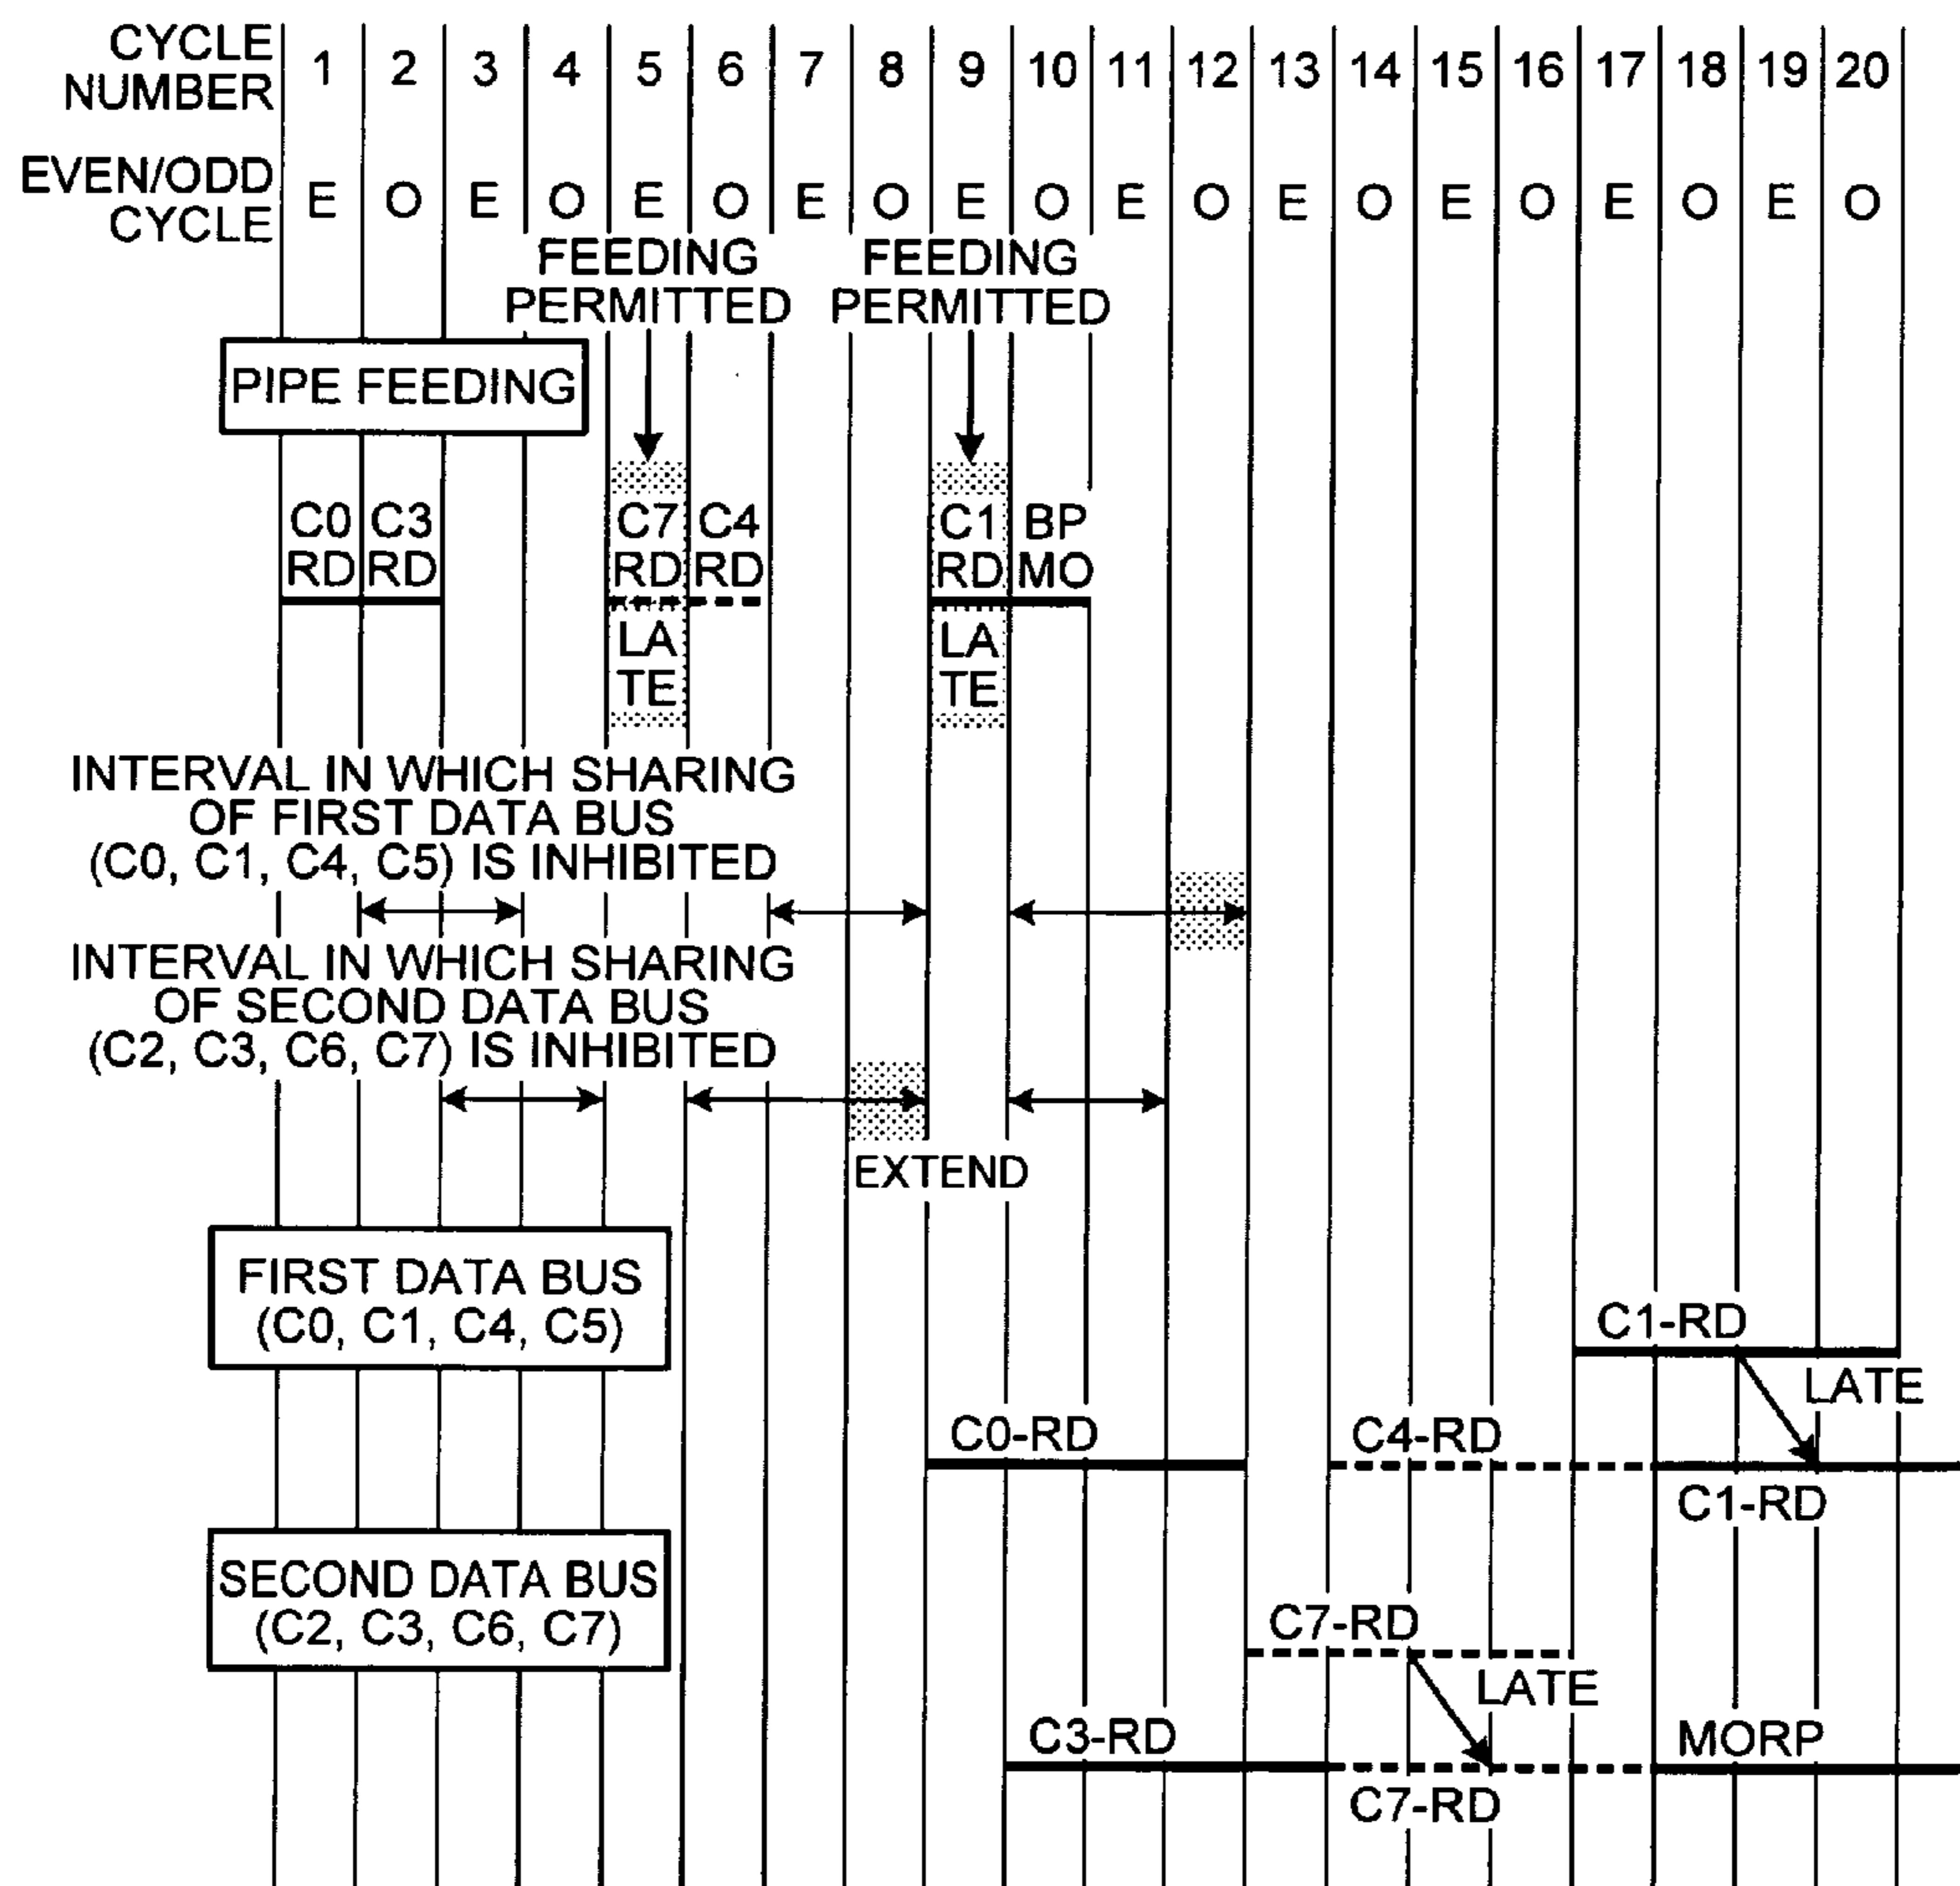 CYCLE NUMBER 1 2 3 4 5 6 7 8 9 10 11 12 13 14 15 16 17 18 19 20
EVEN/ODD CYCLE E O E O E O E O E O E O E O E O E O E O
FEEDING PERMITTED
FEEDING PERMITTED
PIPE FEEDING
C0 RD
C3 RD
C7 RD
LA TE
C4 RD
C1 RD
LA TE
BP MO
INTERVAL IN WHICH SHARING
OF FIRST DATA BUS
(C0, C1, C4, C5) IS INHIBITED
INTERVAL IN WHICH SHARING
OF SECOND DATA BUS
(C2, C3, C6, C7) IS INHIBITED
EXTEND
FIRST DATA BUS
(C0, C1, C4, C5)
C1-RD
LATE
C0-RD
C4-RD
C1-RD
SECOND DATA BUS
(C2, C3, C6, C7)
C7-RD
LATE
C3-RD
MORP
C7-RD